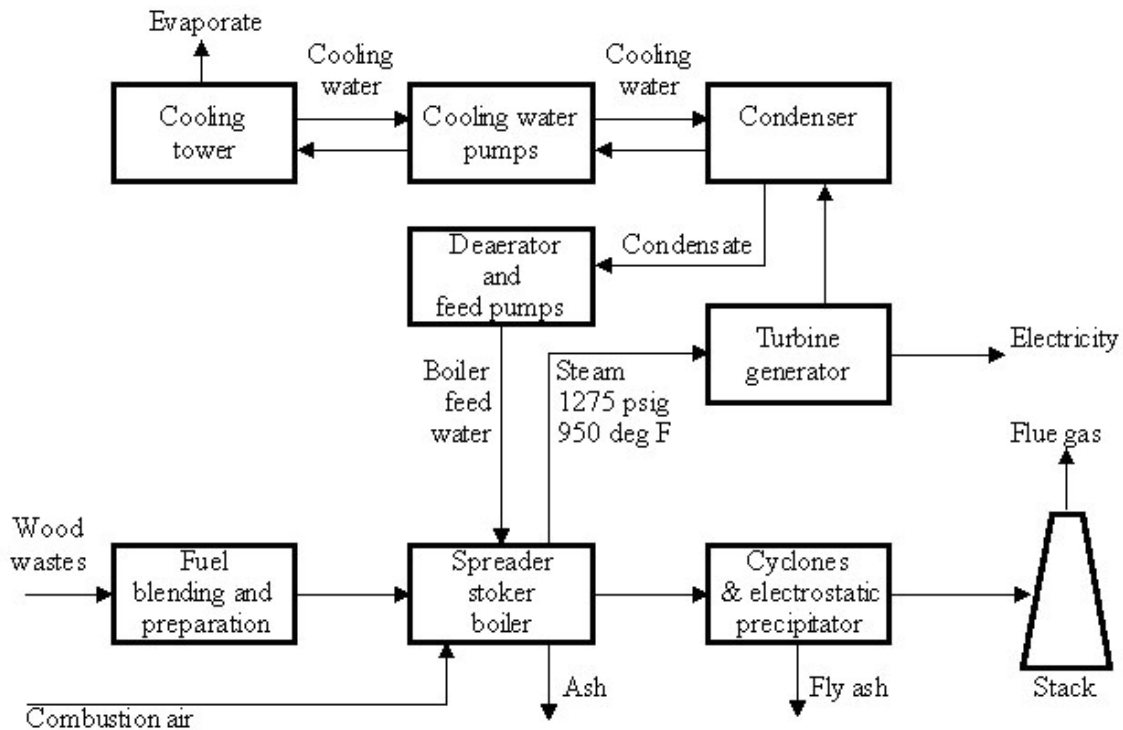 Evaporate
Cooling
water
Cooling
water
Cooling
tower
Cooling water
pumps
Condenser
Deaerator
and
feed pumps
Condensate
Turbine
generator
Electricity
Boiler
feed
water
Steam
1275 psig
950 deg F
Flue gas
Wood
wastes
Fuel
blending and
preparation
Spreader
stoker
boiler
Cyclones
& electrostatic
precipitator
Ash
Fly ash
Stack
Combustion air